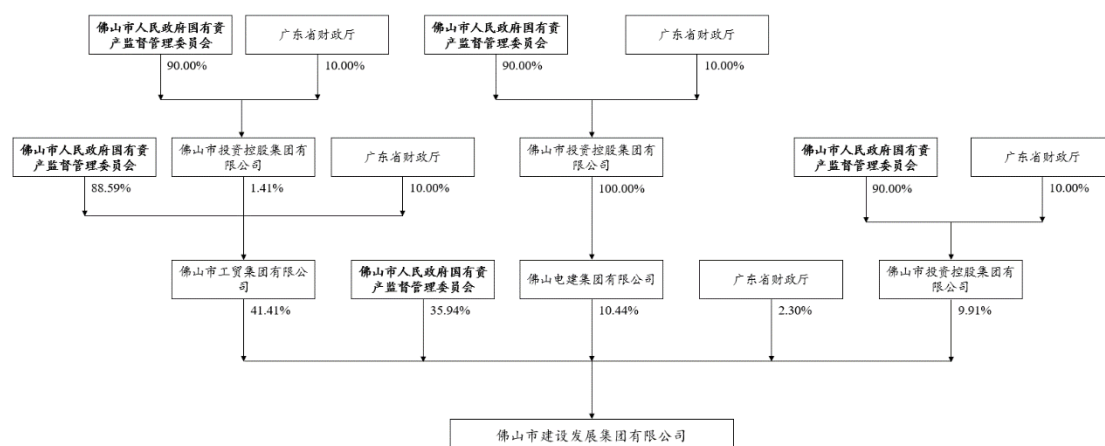 佛山市人民政府国有资
产监督管理委员会
广东省财政厅
佛山市人民政府国有资
产监督管理委员会
广东省财政厅
90.00%
10.00%
90.00%
10.00%
佛山市人民政府国有资
产监督管理委员会
佛山市投资控股集团有
限公司
广东省财政厅
佛山市投资控股集团有
限公司
佛山市人民政府国有资
产监督管理委员会
广东省财政厅
88.59%
1.41%
10.00%
100.00%
90.00%
10.00%
佛山市工贸集团有限公
司
佛山市人民政府国有资
产监督管理委员会
佛山电建集团有限公司
广东省财政厅
佛山市投资控股集团有
限公司
41.41%
35.94%
10.44%
2.30%
9.91%
佛山市建设发展集团有限公司